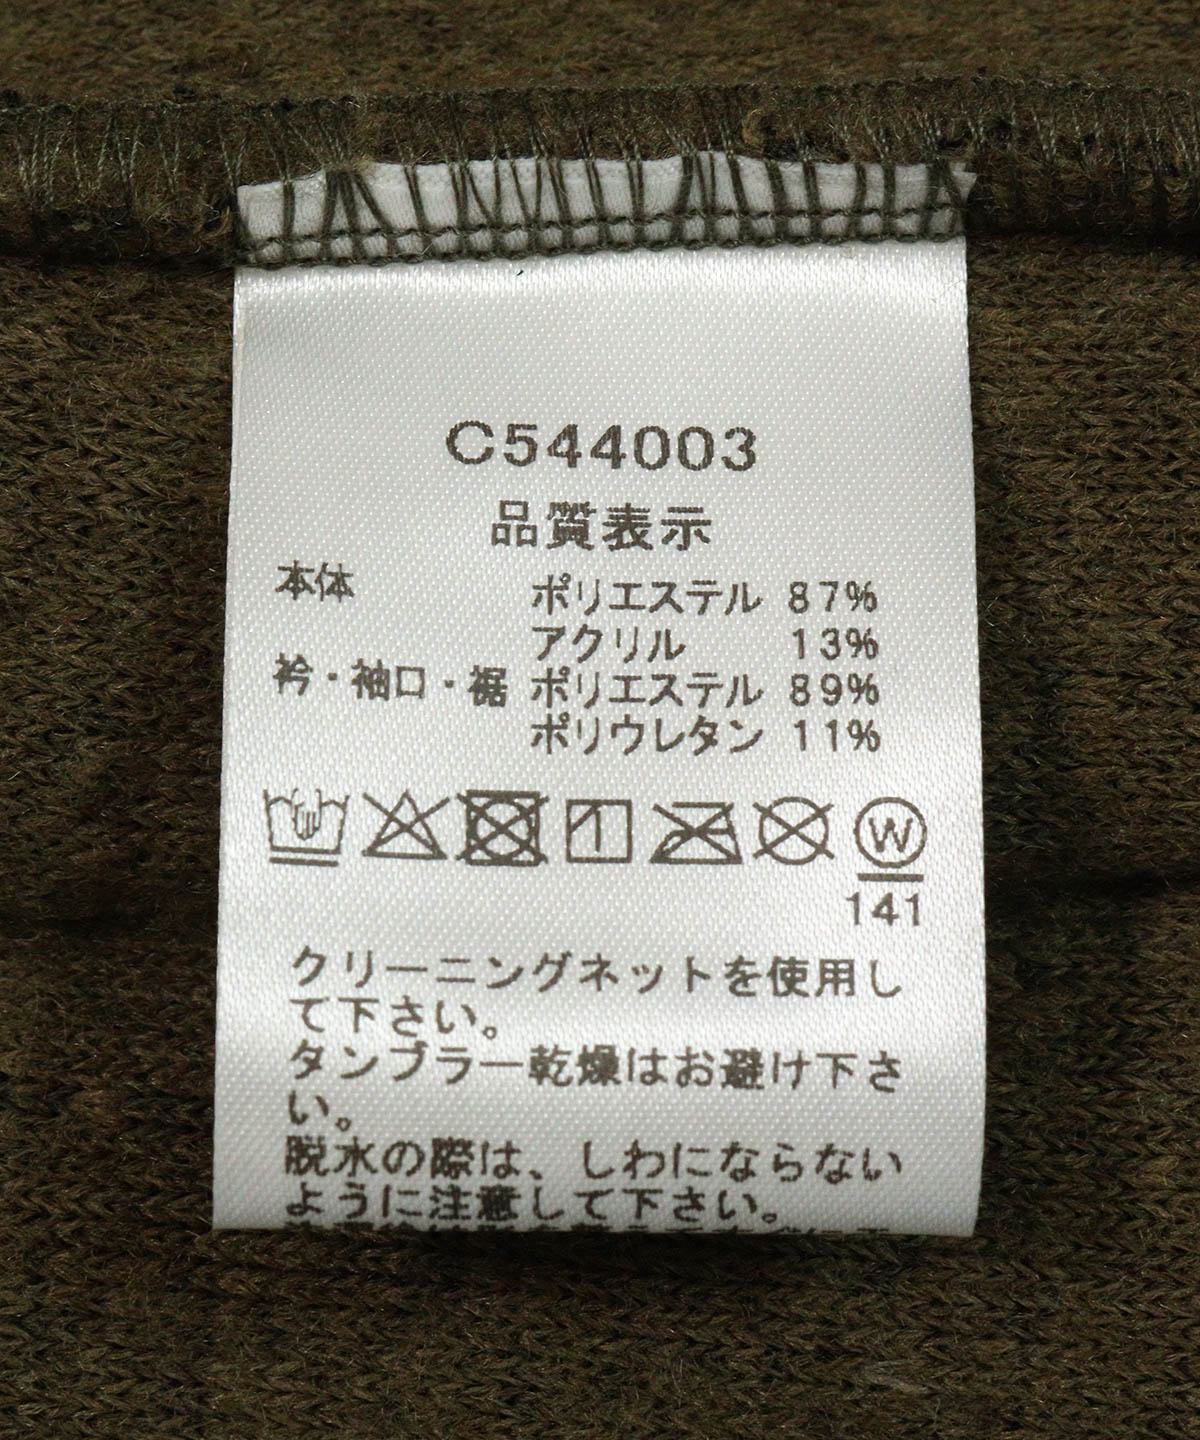 C544003
品質表示
本体 ポリエステル 87%
アクリル 13%
衿・袖口・裾 ポリエステル 89%
ポリウレタン 11%
W
141
クリーニングネットを使用し
て下さい。
タンブラー乾燥はお避け下さ
い。
脱水の際は、しわにならない
ように注意して下さい。